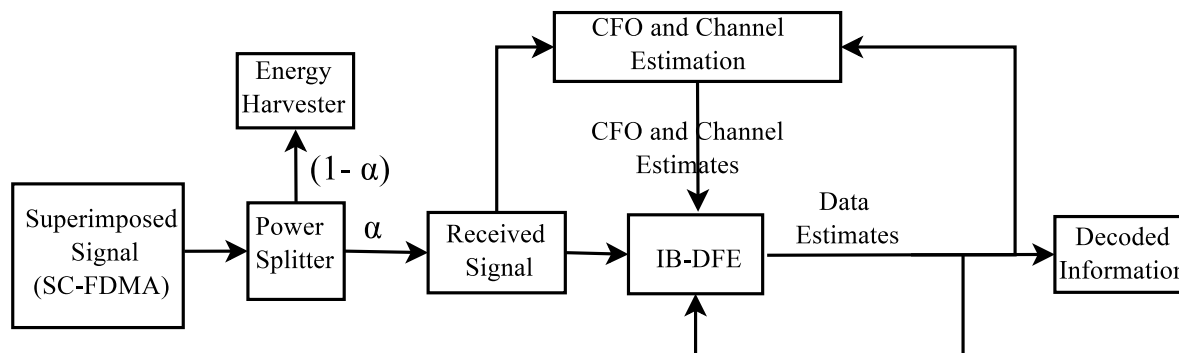 CFO and Channel
Estimation
Energy
Harvester
CFO and Channel
Estimates
(1- α)
Superimposed
Signal
(SC-FDMA)
Power
Splitter
α
Received
Signal
IB-DFE
Data
Estimates
Decoded
Information